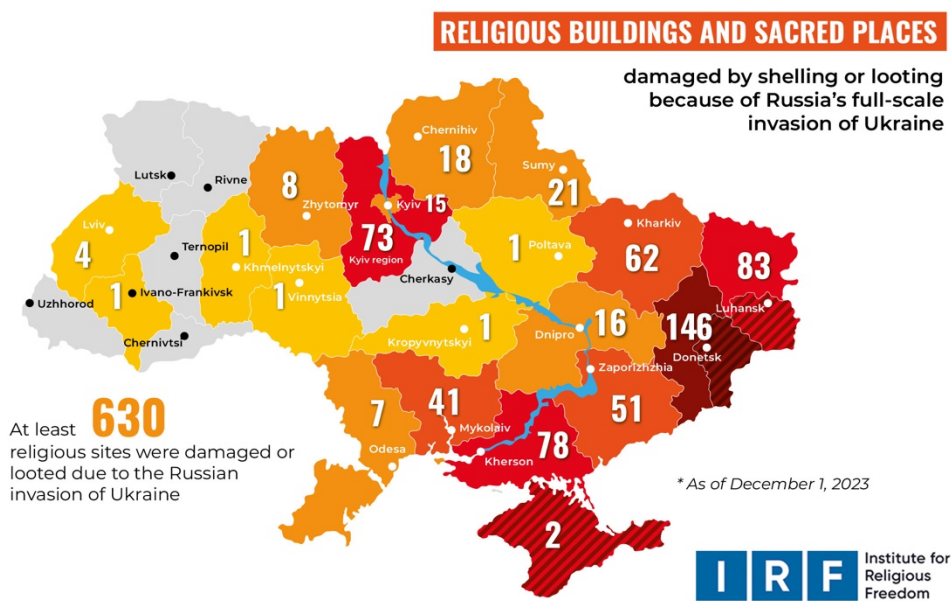 RELIGIOUS BUILDINGS AND SACRED PLACES
damaged by shelling or looting
because of Russia's full-scale
invasion of Ukraine
Chernihiv
18
Sumy
21
Lutsk
Rivne
8
Zhytomyr
Kyiv 15
73
Kyiv region
Kharkiv
62
Lviv
4
Ternopil
1
Khmelnytskyi
1
Poltava
83
Luhansk
Cherkasy
Uzhhorod
1
Ivano-Frankivsk
1
Vinnytsia
Chernivtsi
1
Kropyvnytskyi
Dnipro
16
146
Donetsk
Zaporizhzhia
51
7
Odesa
41
Mykolaiv
78
Kherson
2
At least 630
religious sites were damaged or
looted due to the Russian
invasion of Ukraine
* As of December 1, 2023
IRF
Institute for
Religious
Freedom